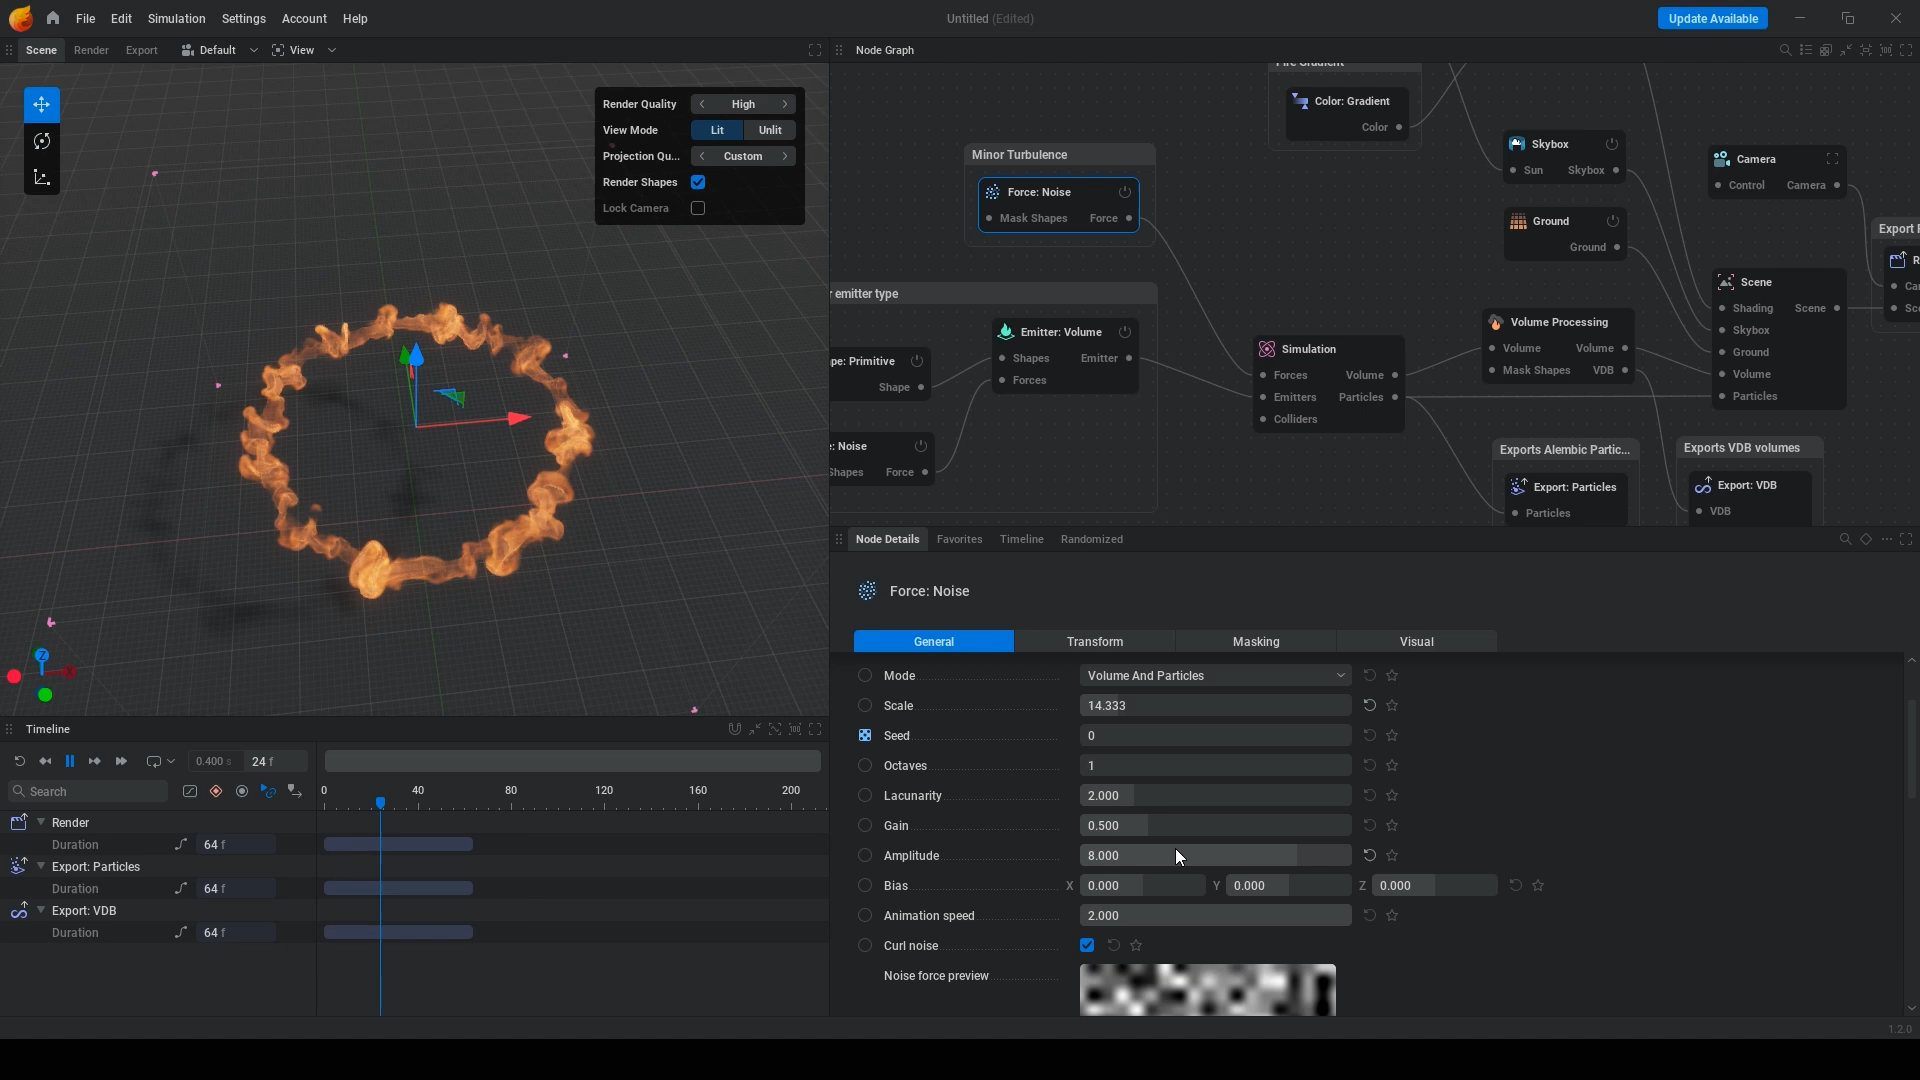 File Edit Simulation Settings Account Help
Untitled (Edited)
Update Available
Scene Render Export Default View
Render Quality High
View Mode Lit Unlit
Projection Qu... Custom
Render Shapes
Lock Camera
Z
Timeline
0.400 s 24 f
Search
0 40 80 120 160 200
Render
Duration 64 f
Export: Particles
Duration 64 f
Export: VDB
Duration 64 f
Node Graph
Fire Gradient
Color: Gradient
Color
Minor Turbulence
Force: Noise
Mask Shapes Force
Skybox
Sun Skybox
Camera
Control Camera
Ground
Ground
Export
r emitter type
Emitter: Volume
Shapes Emitter
Forces
pe: Primitive
Shape
e: Noise
Shapes Force
Simulation
Forces Volume
Emitters Particles
Colliders
Volume Processing
Volume Volume
Mask Shapes VDB
Scene
Shading Scene
Skybox
Ground
Volume
Particles
Exports Alembic Partic...
Export: Particles
Particles
Exports VDB volumes
Export: VDB
VDB
Node Details Favorites Timeline Randomized
Force: Noise
General Transform Masking Visual
Mode Volume And Particles
Scale 14.333
Seed 0
Octaves 1
Lacunarity 2.000
Gain 0.500
Amplitude 8.000
Bias X 0.000 Y 0.000 Z 0.000
Animation speed 2.000
Curl noise
Noise force preview
1.2.0